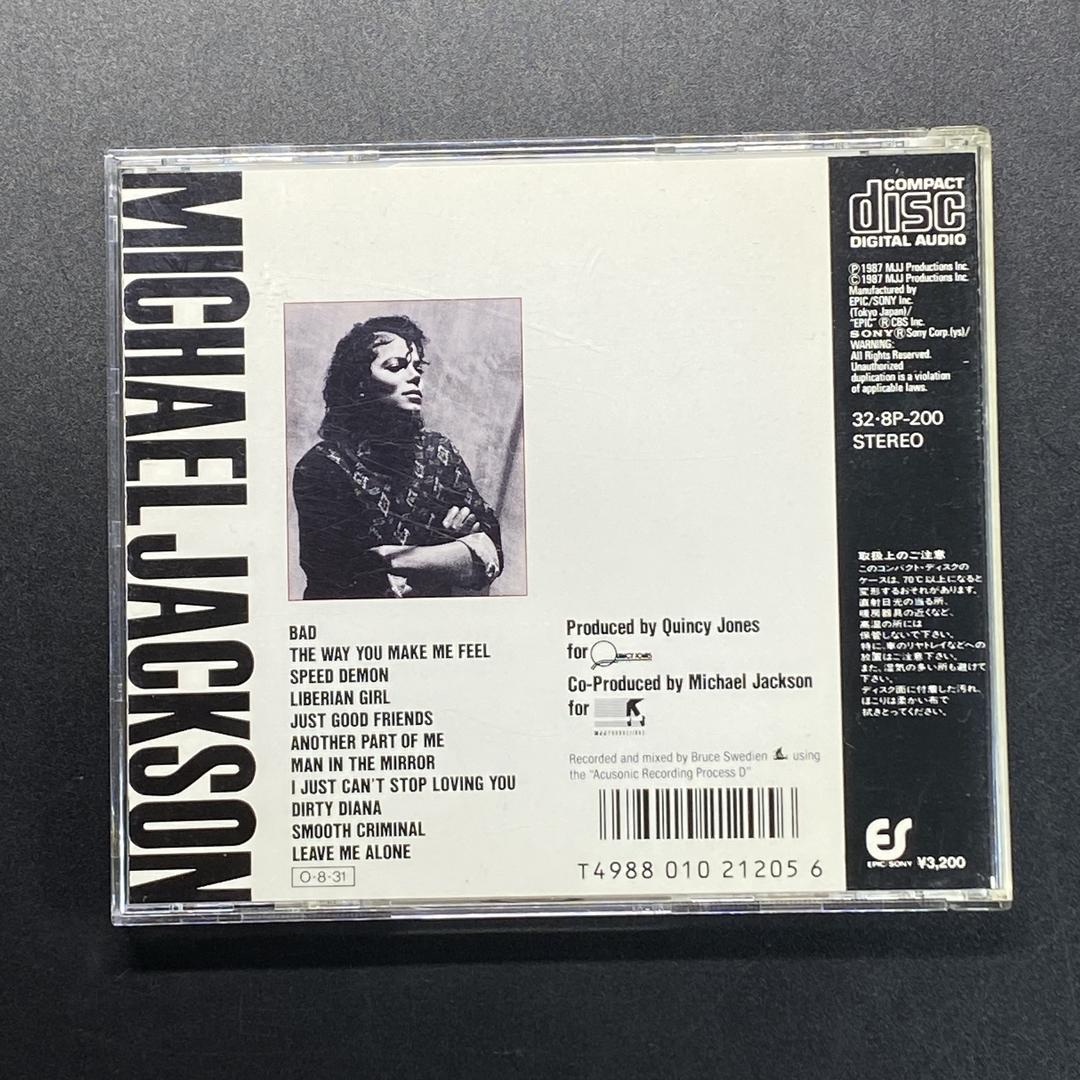 MICHAEL JACKSON
BAD
THE WAY YOU MAKE ME FEEL
SPEED DEMON
LIBERIAN GIRL
JUST GOOD FRIENDS
ANOTHER PART OF ME
MAN IN THE MIRROR
I JUST CAN'T STOP LOVING YOU
DIRTY DIANA
SMOOTH CRIMINAL
LEAVE ME ALONE
O-8-31
Produced by Quincy Jones
for QUINCY JONES
Co-Produced by Michael Jackson
for
MJJ PRODUCTIONS
Recorded and mixed by Bruce Swedien using
the "Acusonic Recording Process D"
T4988 010 21205 6
COMPACT
disc
DIGITAL AUDIO
Ⓟ1987 MJJ Productions Inc.
©1987 MJJ Productions Inc.
Manufactured by
EPIC/SONY Inc.
(Tokyo Japan)/
"EPIC" ®CBS Inc.
SONY®Sony Corp.(ys)/
WARNING:
All Rights Reserved.
Unauthorized
duplication is a violation
of applicable laws.
32・8P-200
STEREO
取扱上のご注意
このコンパクト・ディスクの
ケースは、70℃以上になると
変形するおそれがあります。
直射日光の当る所、
暖房器具の近くなど、
高温の所には
保管しないで下さい。
特に、車のリヤトレイなどへの
放置はご注意下さい。
また、湿気の多い所も避けて
下さい。
ディスク面に付着した汚れ、
ほこりは柔かい布で
拭きとってください。
ES
EPIC/SONY ¥3,200